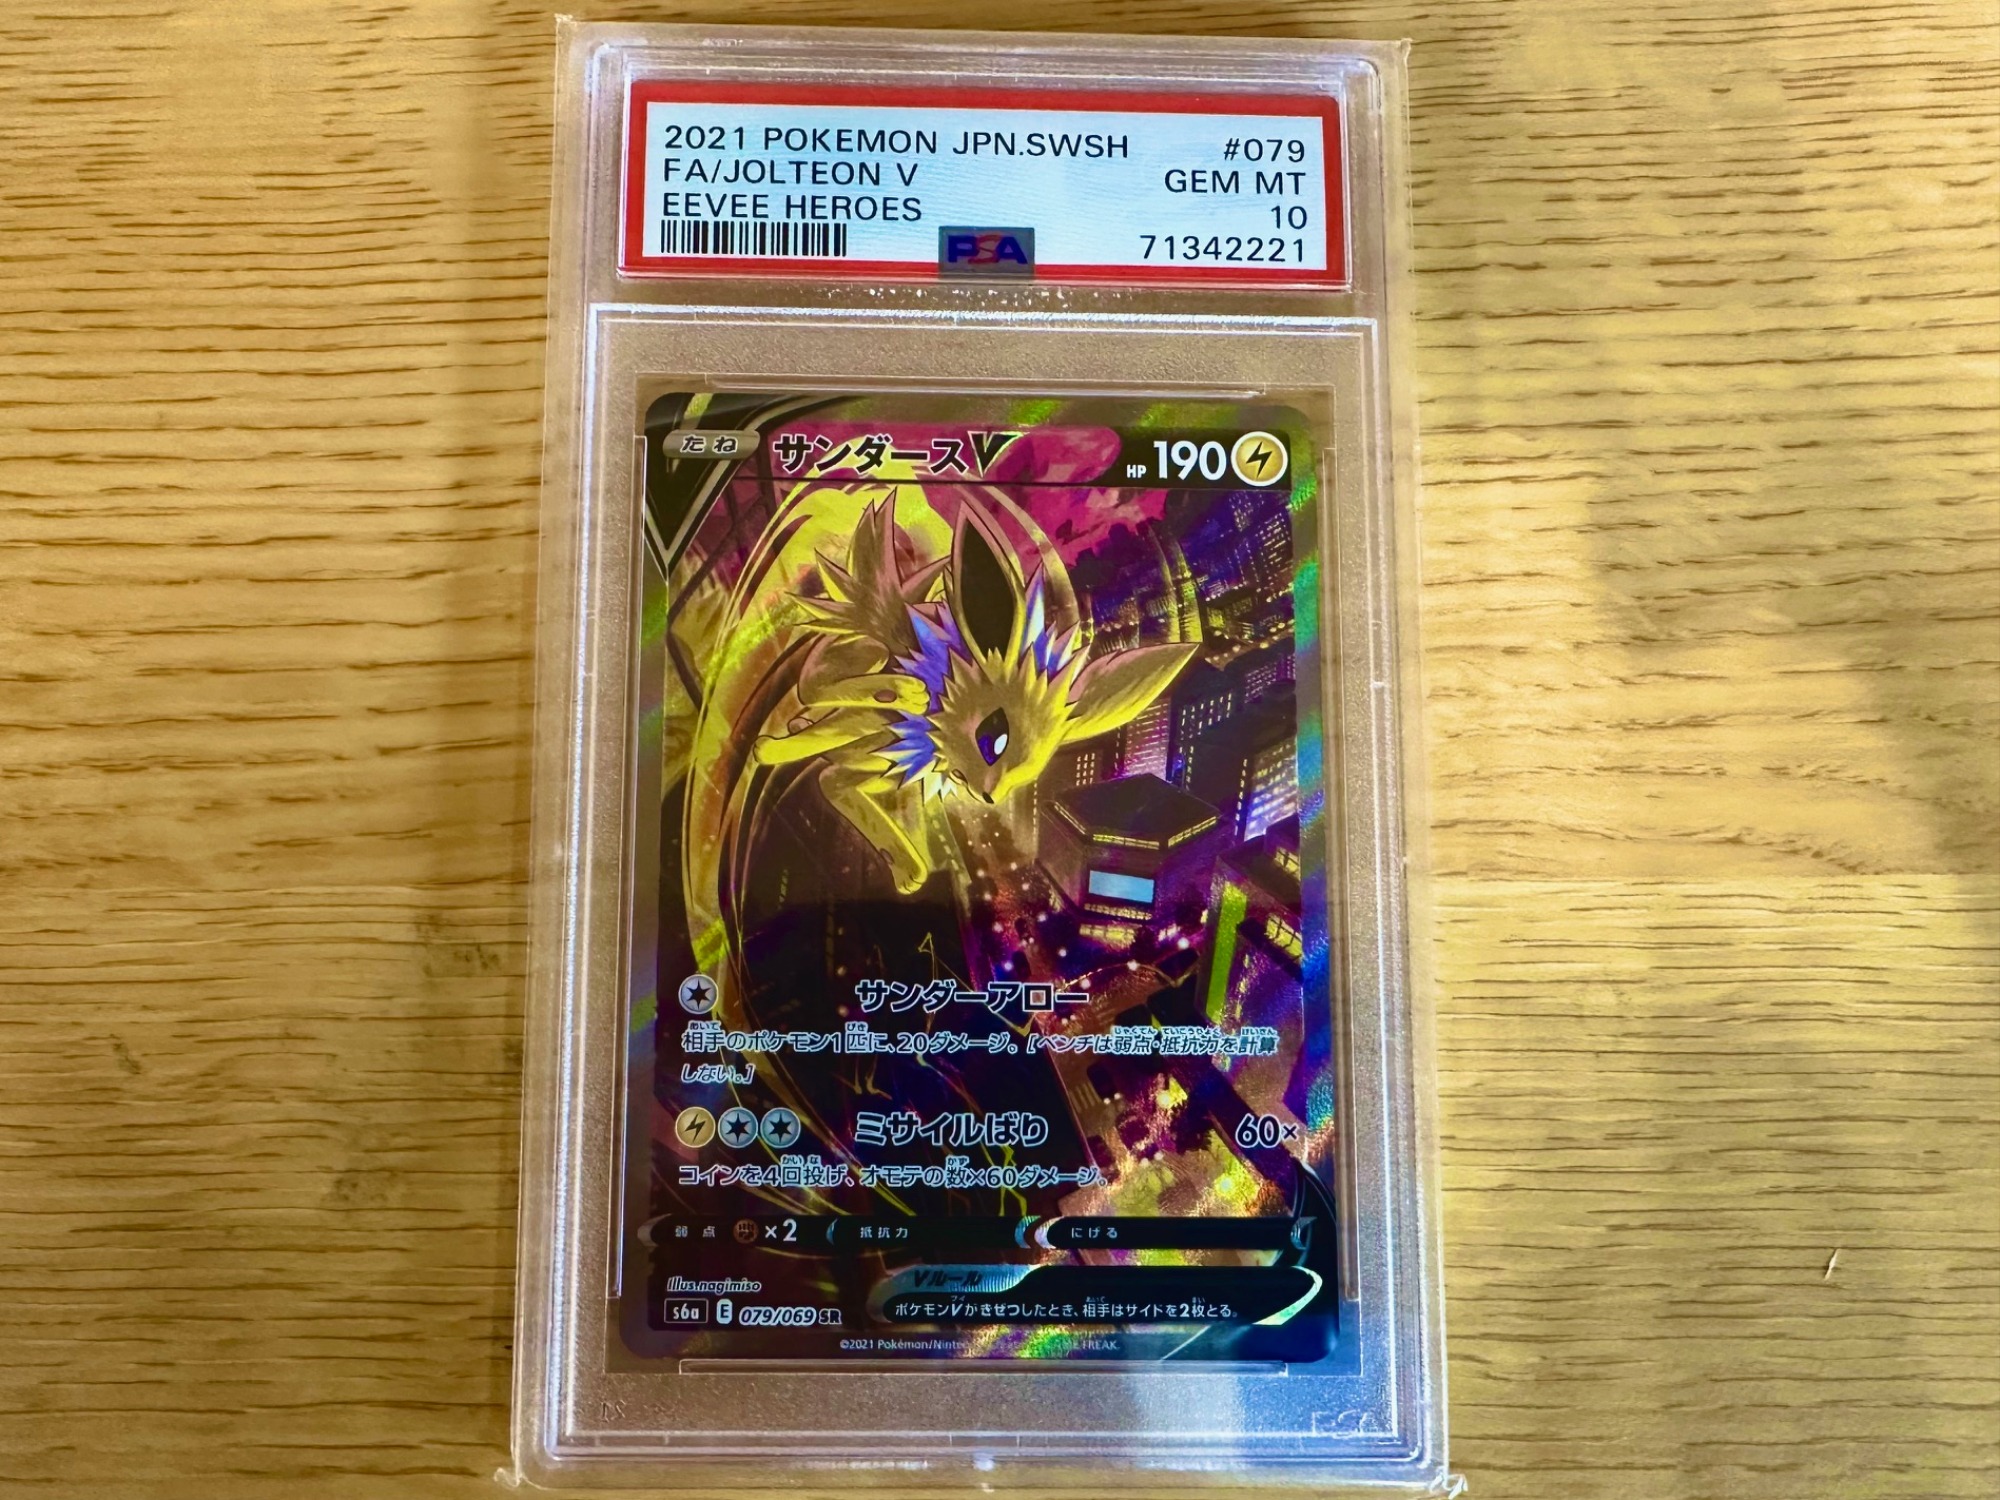 2021 POKEMON JPN.SWSH #079
FA/JOLTEON V GEM MT
EEVEE HEROES 10
PSA 71342221
たね サンダースV HP 190
サンダーアロー
相手のポケモン1匹に、20ダメージ。[ベンチは弱点・抵抗力を計算
しない。]
ミサイルばり 60×
コインを4回投げ、オモテの数×60ダメージ。
弱点 ×2 抵抗力 にげる
Illus.nagimiso
Vルール
ポケモンVがきぜつしたとき、相手はサイドを2枚とる。
s6a E 079/069 SR
©2021 Pokémon/Ninten FREAK.